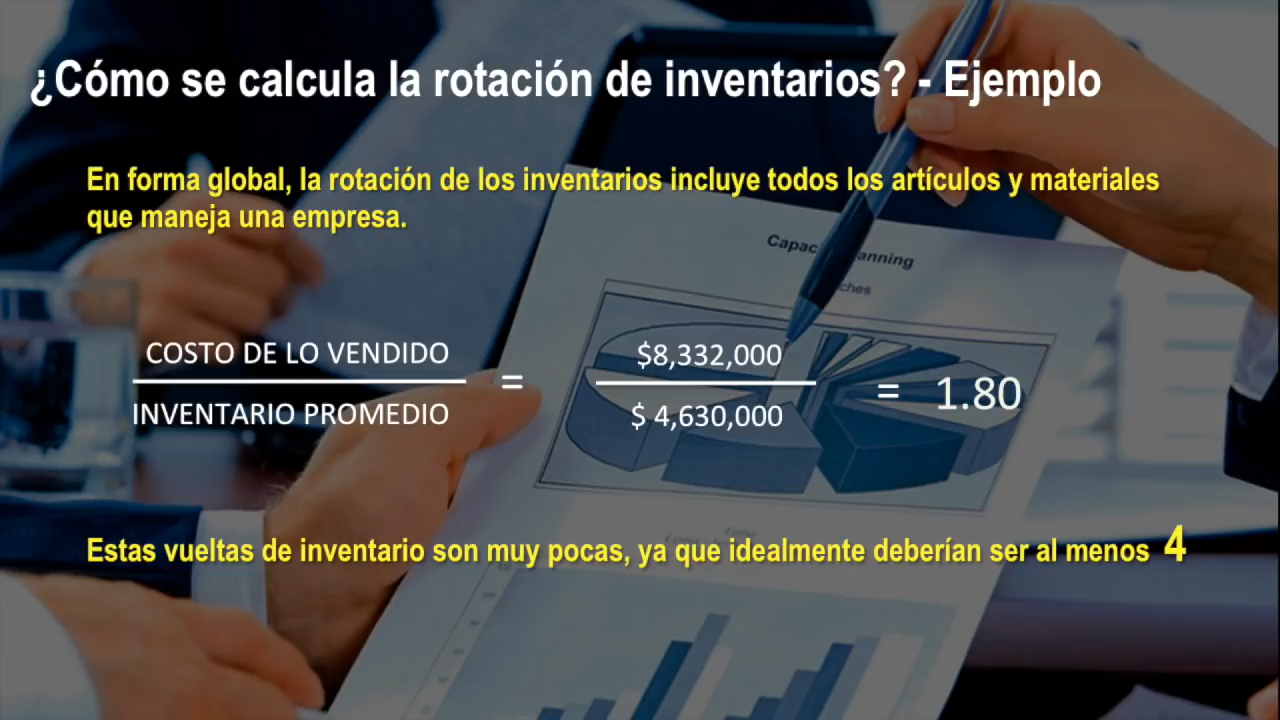 ¿Cómo se calcula la rotación de inventarios? - Ejemplo
En forma global, la rotación de los inventarios incluye todos los artículos y materiales
que maneja una empresa.
COSTO DE LO VENDIDO
INVENTARIO PROMEDIO
=
$8,332,000
$ 4,630,000
= 1.80
Estas vueltas de inventario son muy pocas, ya que idealmente deberían ser al menos 4